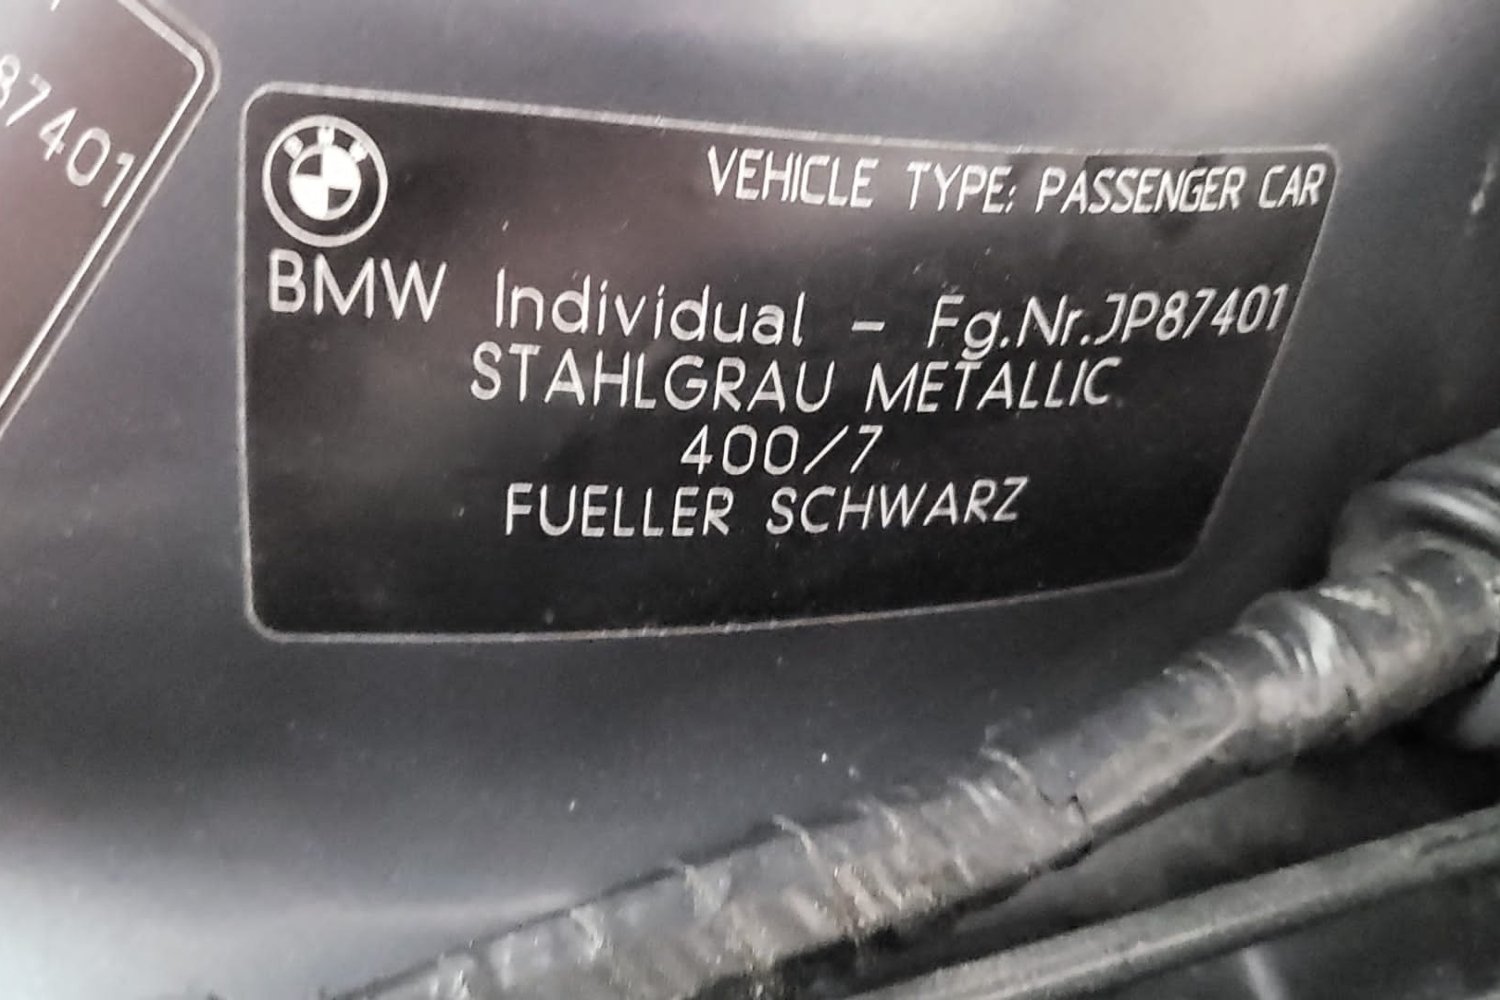 87401
BMW
VEHICLE TYPE: PASSENGER CAR
BMW Individual - Fg.Nr.JP87401
STAHLGRAU METALLIC
400/7
FUELLER SCHWARZ